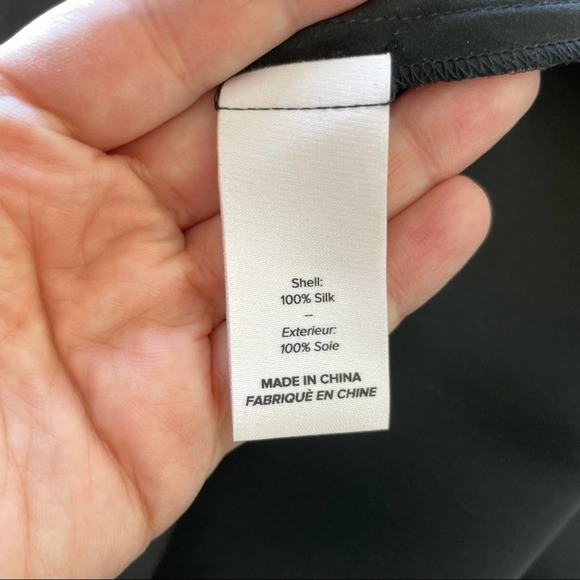 Shell:
100% Silk
--
Exterieur:
100% Soie
MADE IN CHINA
FABRIQUÈ EN CHINE